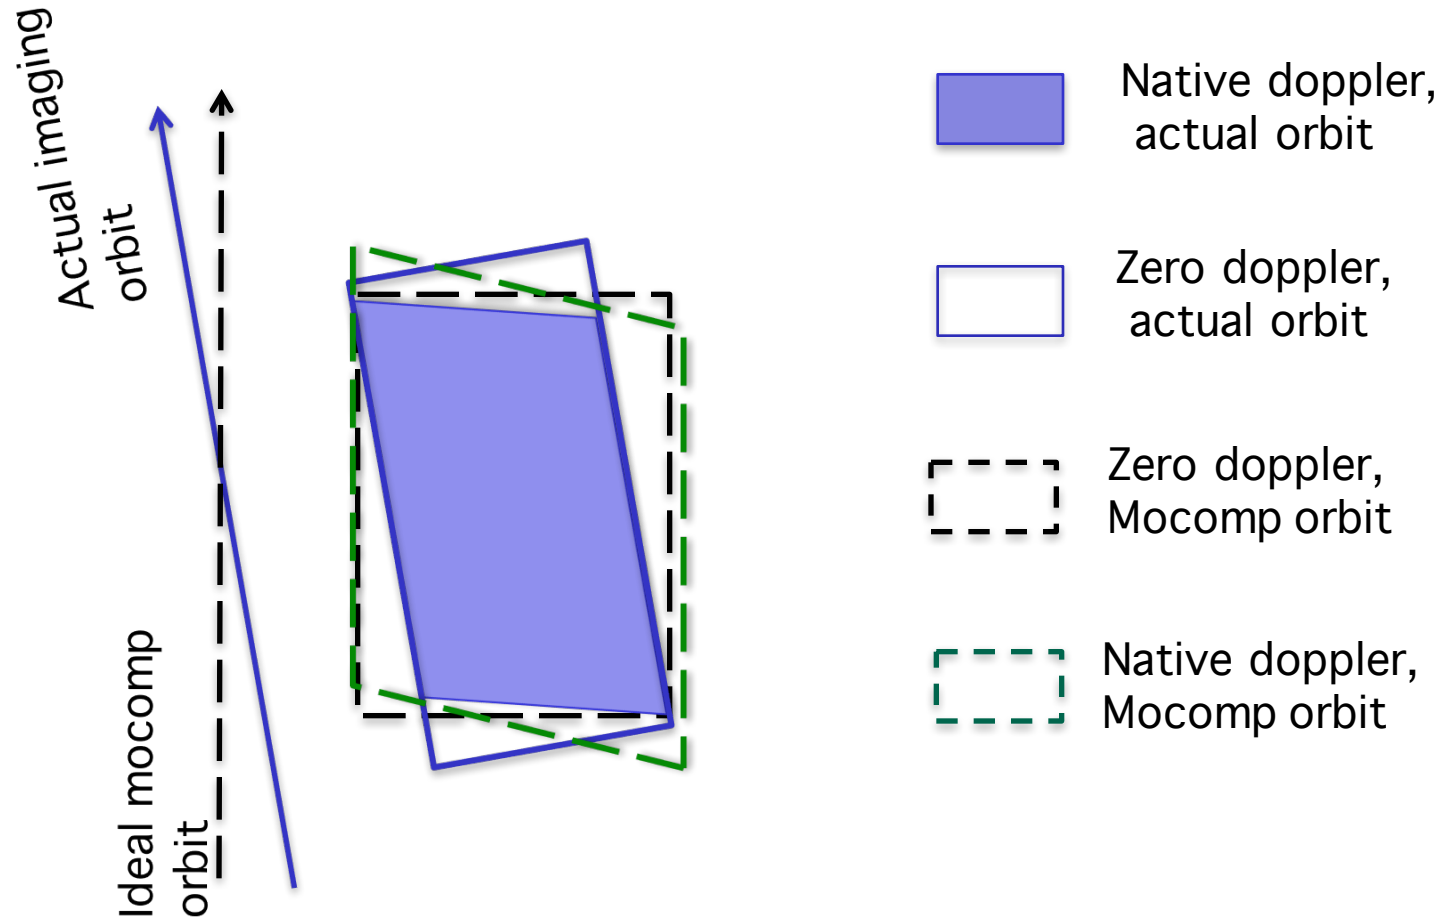 Actual imaging
orbit
Ideal mocomp
orbit
Native doppler,
actual orbit
Zero doppler,
actual orbit
Zero doppler,
Mocomp orbit
Native doppler,
Mocomp orbit